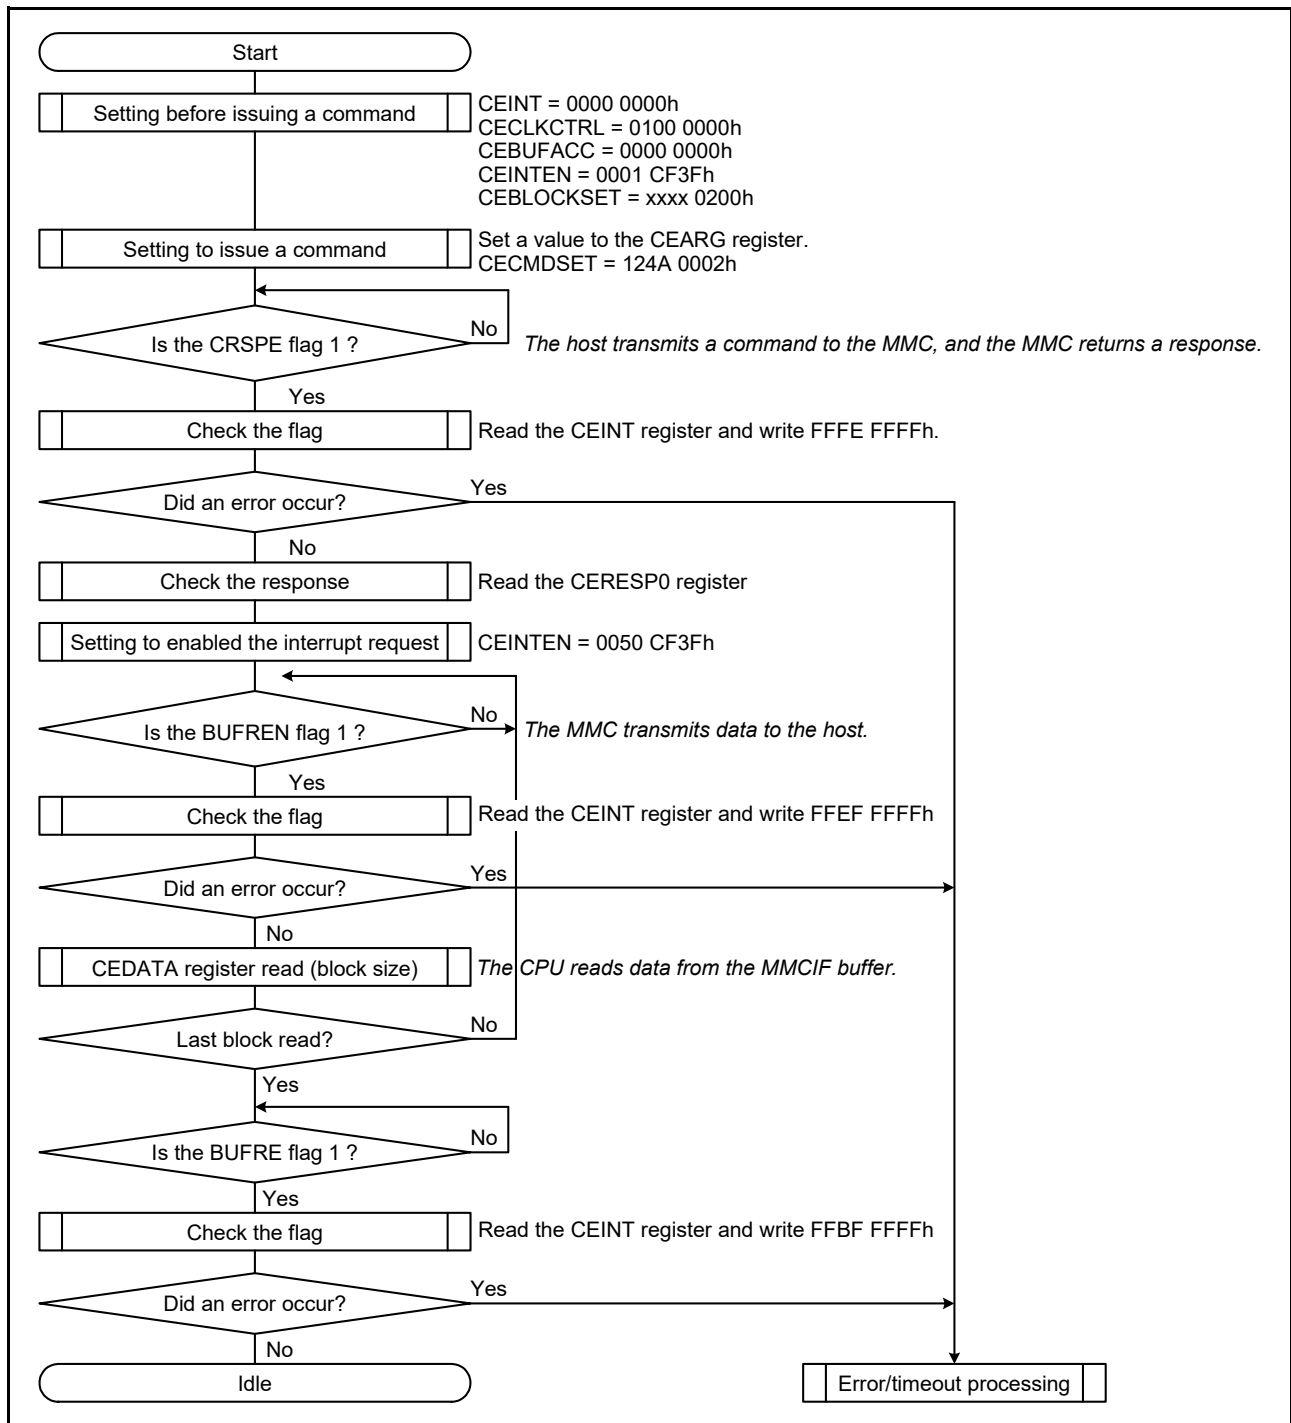 Start
Setting before issuing a command
CEINT = 0000 0000h
CECLKCTRL = 0100 0000h
CEBUFACC = 0000 0000h
CEINTEN = 0001 CF3Fh
CEBLOCKSET = xxxx 0200h
Setting to issue a command
Set a value to the CEARG register.
CECMDSET = 124A 0002h
Is the CRSPE flag 1 ?
No
The host transmits a command to the MMC, and the MMC returns a response.
Yes
Check the flag
Read the CEINT register and write FFFE FFFFh.
Did an error occur?
Yes
No
Check the response
Read the CERESP0 register
Setting to enabled the interrupt request
CEINTEN = 0050 CF3Fh
Is the BUFREN flag 1 ?
No
The MMC transmits data to the host.
Yes
Check the flag
Read the CEINT register and write FFEF FFFFh
Did an error occur?
Yes
No
CEDATA register read (block size)
The CPU reads data from the MMCIF buffer.
Last block read?
No
Yes
Is the BUFRE flag 1 ?
No
Yes
Check the flag
Read the CEINT register and write FFBF FFFFh
Did an error occur?
Yes
No
Idle
Error/timeout processing